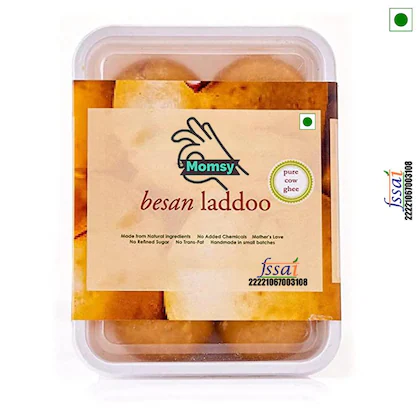 Momsy
besan laddoo
pure
cow
ghee
Made from Natural Ingredients No Added Chemicals Mother's Love
No Refined Sugar No Trans-Fat Handmade in small batches
fssai
22221067003108
fssai
22221067003108